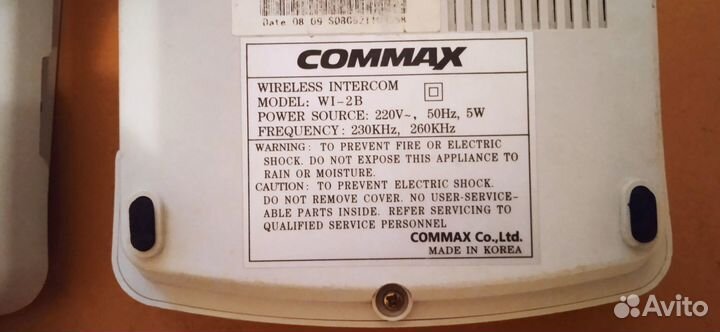 Date 08 09
COMMAX
WIRELESS INTERCOM
MODEL: WI-2B
POWER SOURCE: 220V~, 50Hz, 5W
FREQUENCY: 230KHz, 260KHz
WARNING: TO PREVENT FIRE OR ELECTRIC
SHOCK. DO NOT EXPOSE THIS APPLIANCE TO
RAIN OR MOISTURE.
CAUTION: TO PREVENT ELECTRIC SHOCK.
DO NOT REMOVE COVER. NO USER-SERVICE-
ABLE PARTS INSIDE. REFER SERVICING TO
QUALIFIED SERVICE PERSONNEL
COMMAX Co.,Ltd.
MADE IN KOREA
Avito